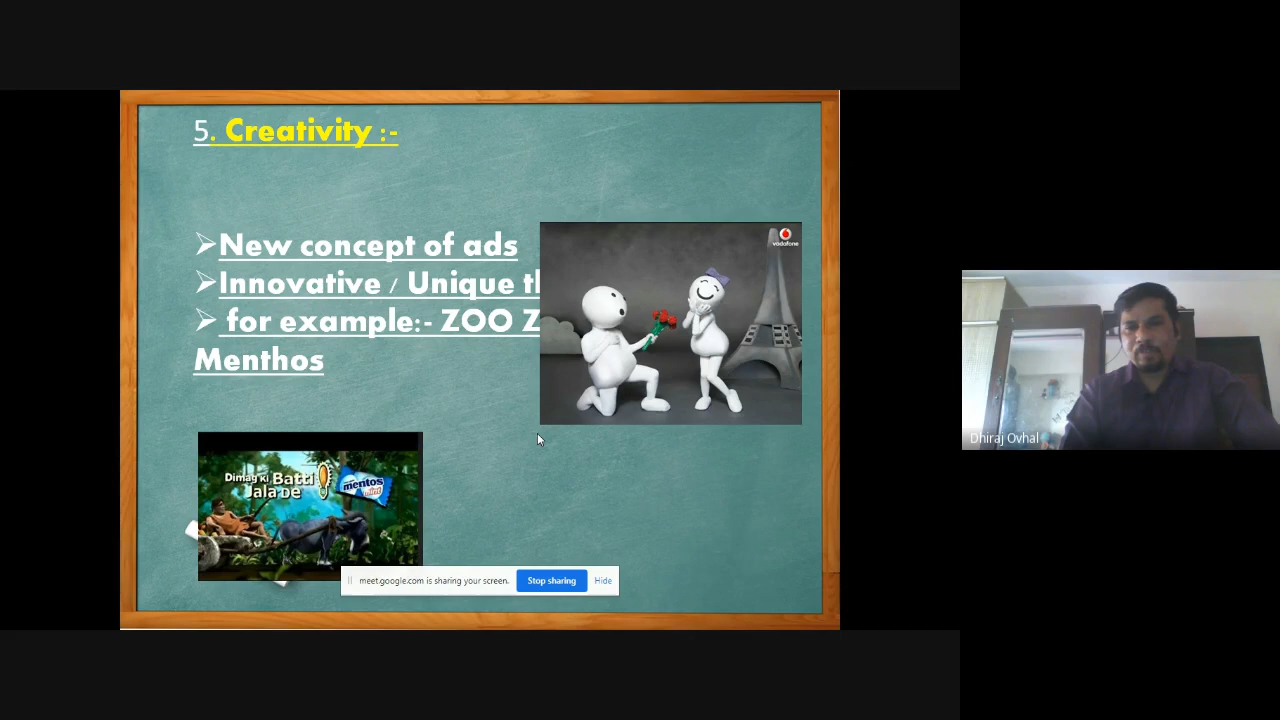 5. Creativity :-
➢New concept of ads
➢Innovative / Unique
➢ for example:- ZOO
Menthos
vodafone
Dimag ki Batti
Jala De
mentos
mint
meet.google.com is sharing your screen.
Stop sharing
Hide
Dhiraj Ovhal